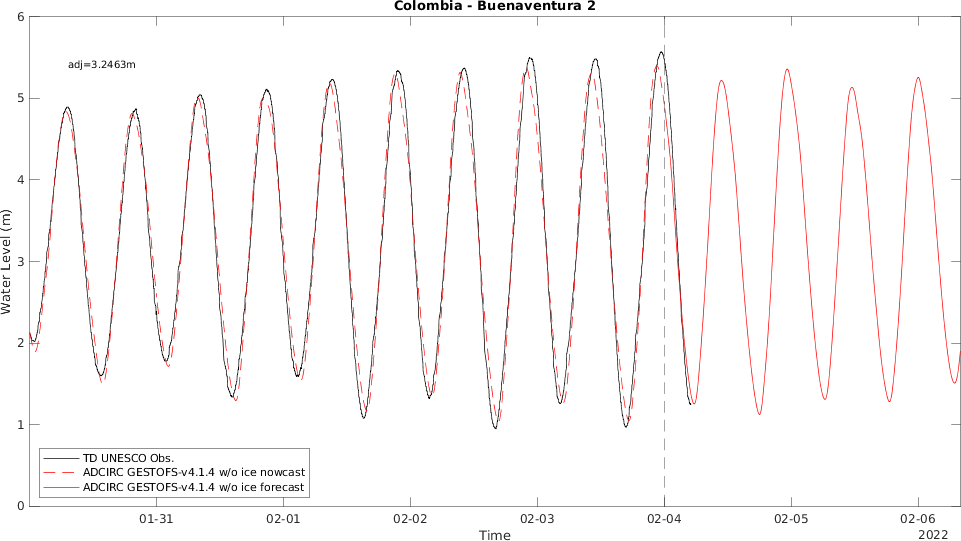 Colombia - Buenaventura 2
adj=3.2463m
6
5
4
3
2
1
0
Water Level (m)
TD UNESCO Obs.
ADCIRC GESTOFS-v4.1.4 w/o ice nowcast
ADCIRC GESTOFS-v4.1.4 w/o ice forecast
01-31 02-01 02-02 02-03 02-04 02-05 02-06
2022
Time